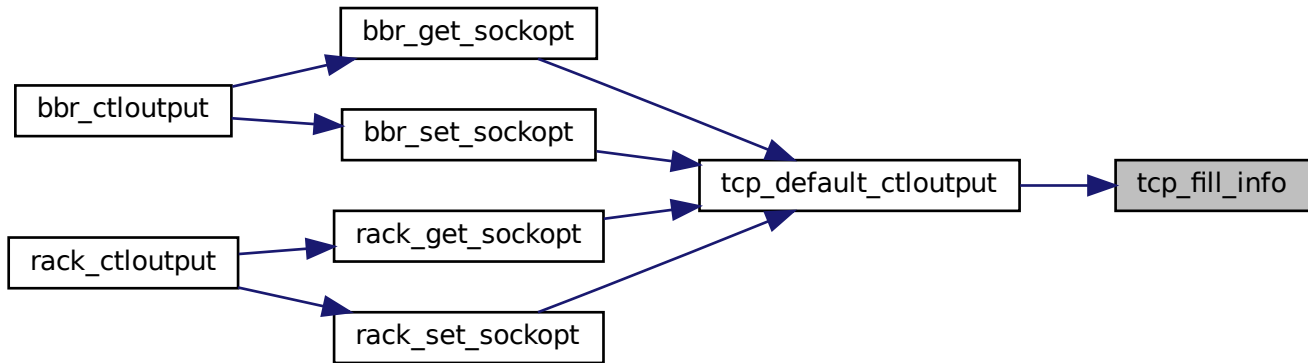 bbr_get_sockopt
bbr_ctloutput
bbr_set_sockopt
tcp_default_ctloutput
tcp_fill_info
rack_get_sockopt
rack_ctloutput
rack_set_sockopt